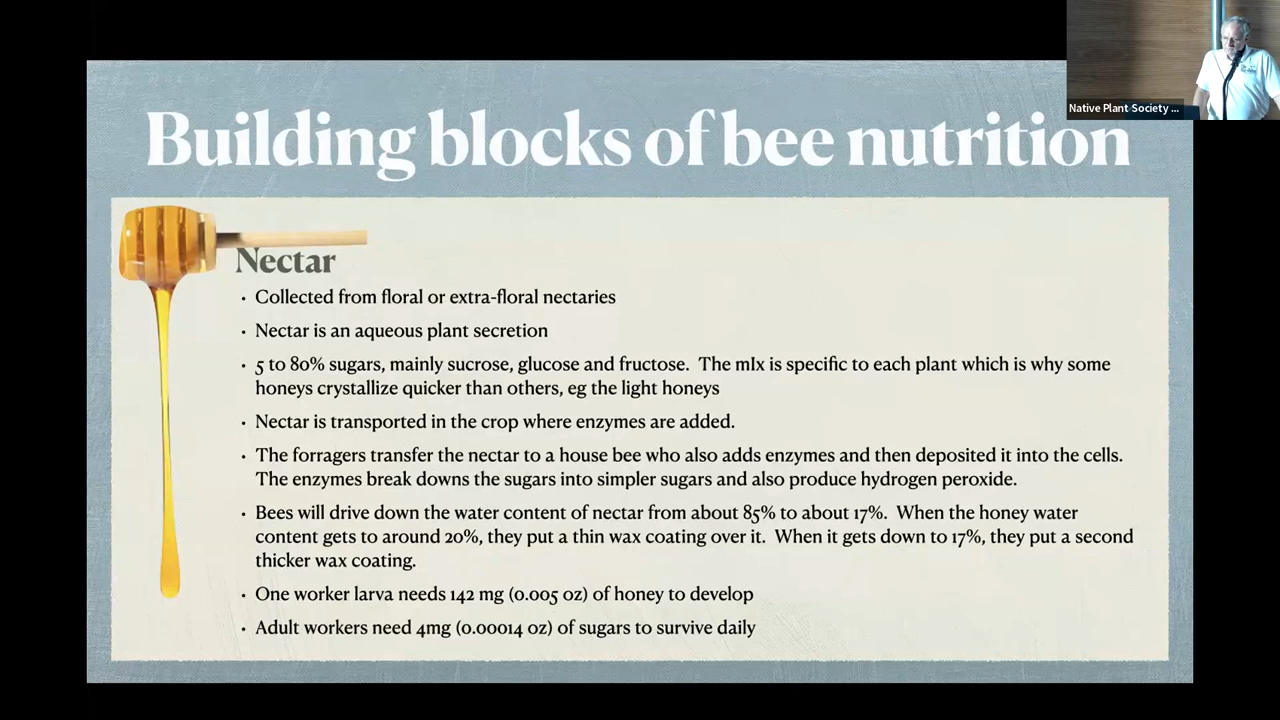 Native Plant Society ...
Building blocks of bee nutrition
Nectar
• Collected from floral or extra-floral nectaries
• Nectar is an aqueous plant secretion
• 5 to 80% sugars, mainly sucrose, glucose and fructose.  The mIx is specific to each plant which is why some
honeys crystallize quicker than others, eg the light honeys
• Nectar is transported in the crop where enzymes are added.
• The forragers transfer the nectar to a house bee who also adds enzymes and then deposited it into the cells.
The enzymes break downs the sugars into simpler sugars and also produce hydrogen peroxide.
• Bees will drive down the water content of nectar from about 85% to about 17%.  When the honey water
content gets to around 20%, they put a thin wax coating over it.  When it gets down to 17%, they put a second
thicker wax coating.
• One worker larva needs 142 mg (0.005 oz) of honey to develop
• Adult workers need 4mg (0.00014 oz) of sugars to survive daily